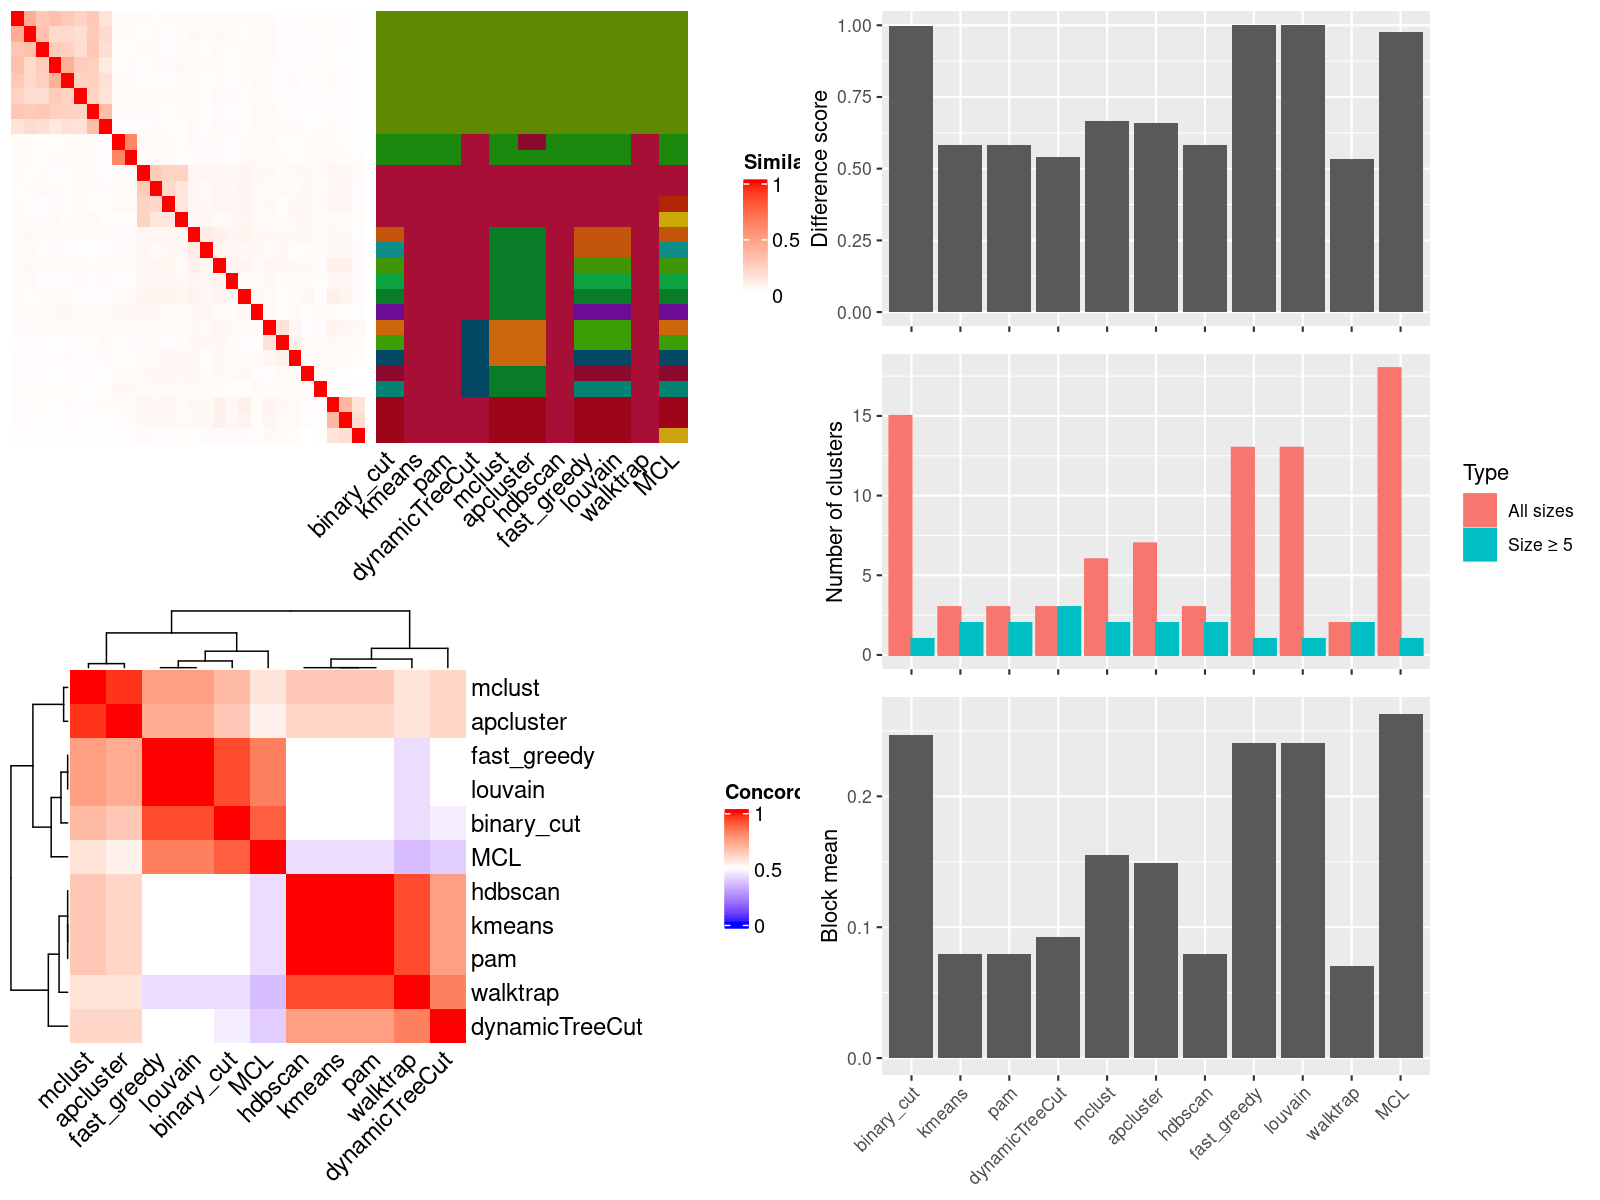 Simila
1
0.5
0
binary_cut
kmeans
pam
dynamicTreeCut
mclust
apcluster
hdbscan
fast_greedy
louvain
walktrap
MCL
Difference score
1.00
0.75
0.50
0.25
0.00
Number of clusters
15
10
5
0
Type
All sizes
Size ≥ 5
mclust
apcluster
fast_greedy
louvain
binary_cut
MCL
hdbscan
kmeans
pam
walktrap
dynamicTreeCut
mclust
apcluster
fast_greedy
louvain
binary_cut
MCL
hdbscan
kmeans
pam
walktrap
dynamicTreeCut
Concord
1
0.5
0
Block mean
0.2
0.1
0.0
binary_cut
kmeans
pam
dynamicTreeCut
mclust
apcluster
hdbscan
fast_greedy
louvain
walktrap
MCL